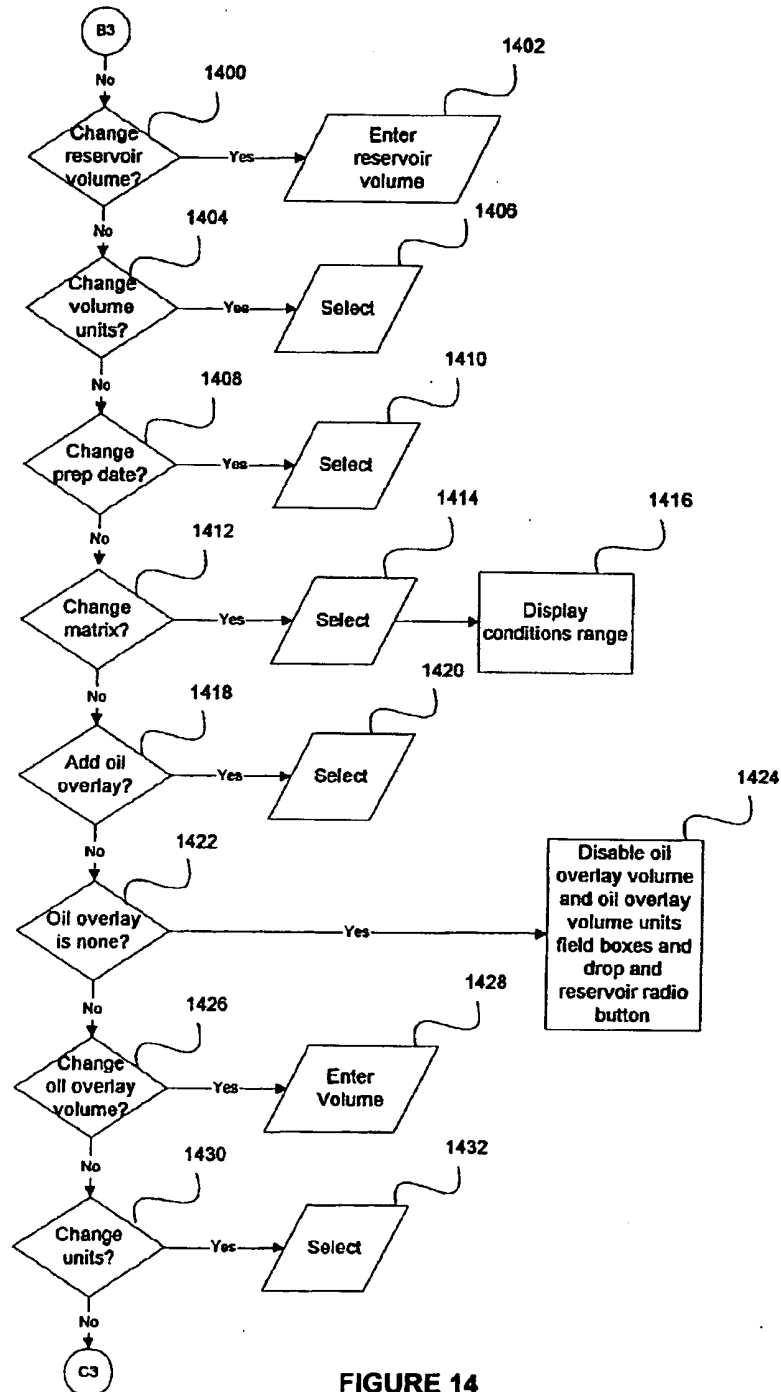 B3
No
1400
1402
Change
reservoir
volume?
Yes
Enter
reservoir
volume
No
1404
1406
Change
volume
units?
Yes
Select
No
1408
1410
Change
prep date?
Yes
Select
No
1412
1414
1416
Change
matrix?
Yes
Select
Display
conditions range
No
1418
1420
Add oil
overlay?
Yes
Select
No
1422
1424
Oil overlay
is none?
Yes
Disable oil
overlay volume
and oil overlay
volume units
field boxes and
drop and
reservoir radio
button
No
1426
1428
Change
oil overlay
volume?
Yes
Enter
Volume
No
1430
1432
Change
units?
Yes
Select
No
C3
FIGURE 14